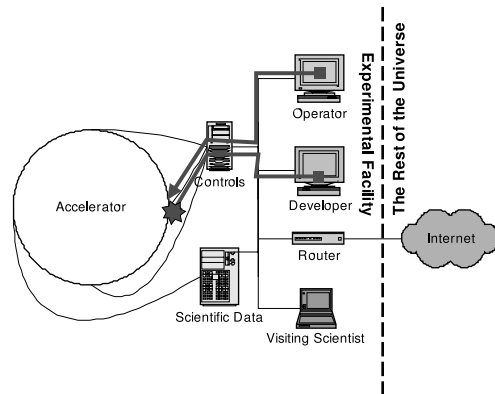 Operator
Experimental Facility
The Rest of the Universe
Controls
Accelerator
Developer
Internet
Router
Scientific Data
Visiting Scientist